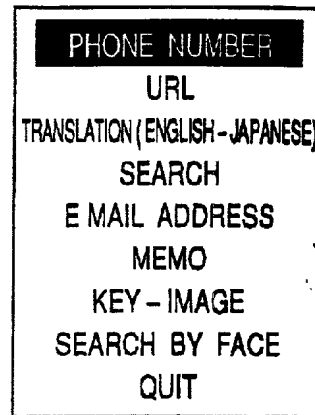 PHONE NUMBER
URL
TRANSLATION (ENGLISH-JAPANESE)
SEARCH
E MAIL ADDRESS
MEMO
KEY-IMAGE
SEARCH BY FACE
QUIT